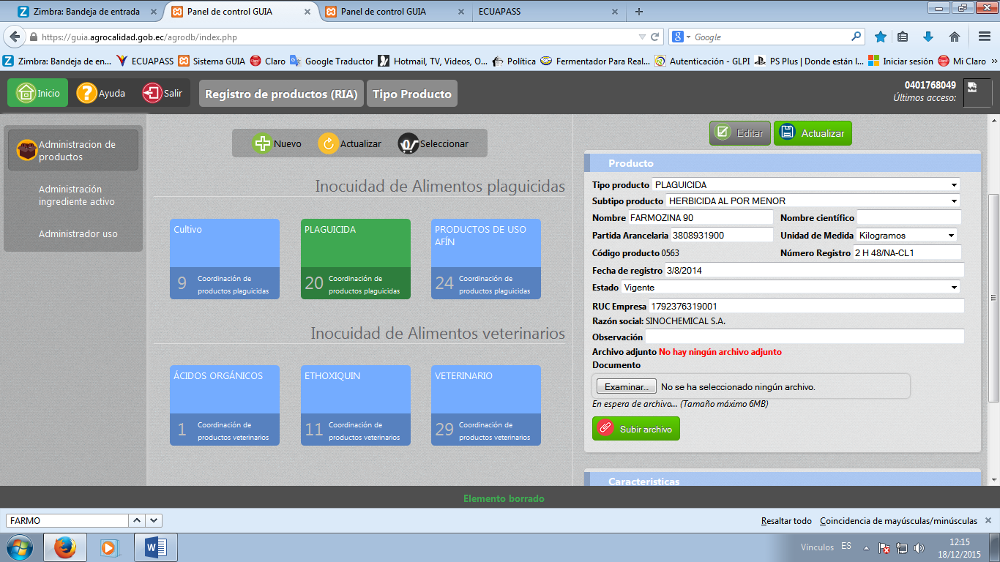 Zimbra: Bandeja de entrada
Panel de control GUIA
Panel de control GUIA
ECUAPASS
https://guia.agrocalidad.gob.ec/agrodb/index.php
Google
Zimbra: Bandeja de en... ECUAPASS Sistema GUIA Claro Google Traductor Hotmail, TV, Videos, O... Política Fermentador Para Real... Autenticación - GLPI PS Plus | Donde están l... Iniciar sesión Mi Claro »
Inicio Ayuda Salir Registro de productos (RIA) Tipo Producto
0401768049
Últimos acceso:
Administracion de
productos
Administración
ingrediente activo
Administrador uso
Nuevo Actualizar Seleccionar
Inocuidad de Alimentos plaguicidas
Cultivo
9 Coordinación de
productos plaguicidas
PLAGUICIDA
20 Coordinación de
productos plaguicidas
PRODUCTOS DE USO
AFÍN
24 Coordinación de
productos plaguicidas
Inocuidad de Alimentos veterinarios
ÁCIDOS ORGÁNICOS
1 Coordinación de
productos veterinarios
ETHOXIQUIN
11 Coordinación de
productos veterinarios
VETERINARIO
29 Coordinación de
productos veterinarios
Editar Actualizar
Producto
Tipo producto PLAGUICIDA
Subtipo producto HERBICIDA AL POR MENOR
Nombre FARMOZINA 90 Nombre científico
Partida Arancelaria 3808931900 Unidad de Medida Kilogramos
Código producto 0563 Número Registro 2 H 48/NA-CL1
Fecha de registro 3/8/2014
Estado Vigente
RUC Empresa 1792376319001
Razón social: SINOCHEMICAL S.A.
Observación
Archivo adjunto No hay ningún archivo adjunto
Documento
Examinar... No se ha seleccionado ningún archivo.
En espera de archivo... (Tamaño máximo 6MB)
Subir archivo
Caracteristicas
Elemento borrado
FARMO
Resaltar todo Coincidencia de mayúsculas/minúsculas
Vínculos ES
12:15
18/12/2015